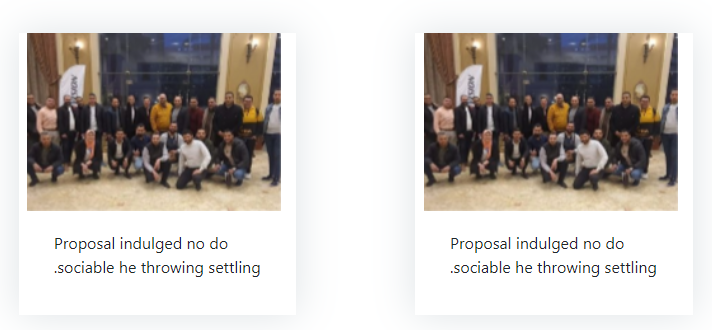 Proposal indulged no do
.sociable he throwing settling
Proposal indulged no do
.sociable he throwing settling